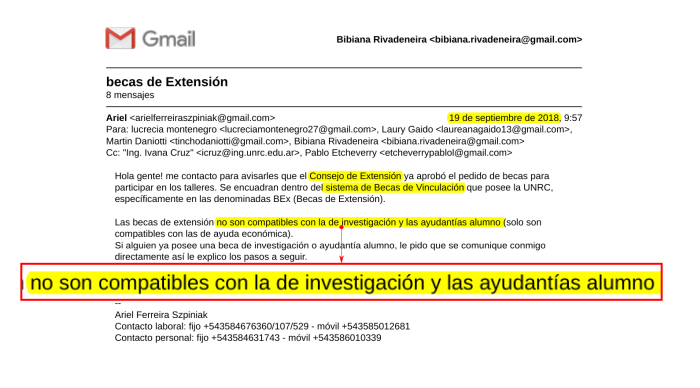 Gmail
Bibiana Rivadeneira <bibiana.rivadeneira@gmail.com>
becas de Extensión
8 mensajes
Ariel <arielferreiraszpiniak@gmail.com> 19 de septiembre de 2018, 9:57
Para: lucrecia montenegro <lucreciamontenegro27@gmail.com>, Laury Gaido <laureanagaido13@gmail.com>,
Martin Daniotti <tinchodaniotti@gmail.com>, Bibiana Rivadeneira <bibiana.rivadeneira@gmail.com>
Cc: "Ing. Ivana Cruz" <icruz@ing.unrc.edu.ar>, Pablo Etcheverry <etcheverrypablol@gmail.com>
Hola gente! me contacto para avisarles que el Consejo de Extensión ya aprobó el pedido de becas para
participar en los talleres. Se encuadran dentro del sistema de Becas de Vinculación que posee la UNRC,
específicamente en las denominadas BEx (Becas de Extensión).
Las becas de extensión no son compatibles con la de investigación y las ayudantías alumno (solo son
compatibles con las de ayuda económica).
Si alguien ya posee una beca de investigación o ayudantía alumno, le pido que se comunique conmigo
directamente así le explico los pasos a seguir.
no son compatibles con la de investigación y las ayudantías alumno
--
Ariel Ferreira Szpiniak
Contacto laboral: fijo +543584676360/107/529 - móvil +543585012681
Contacto personal: fijo +543584631743 - móvil +543586010339